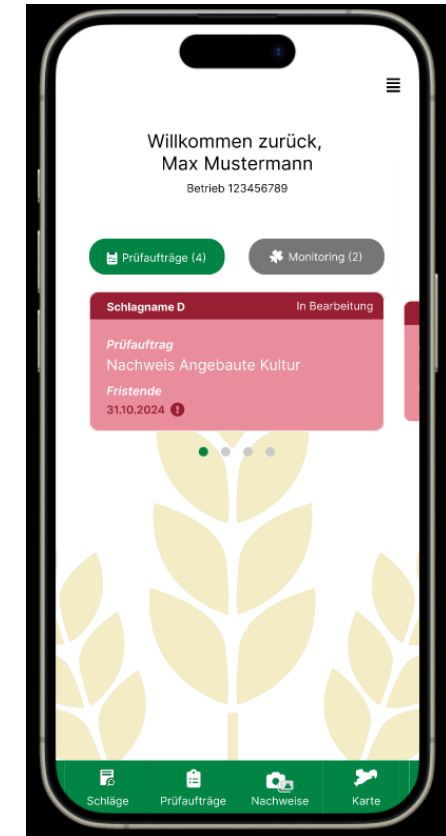 Willkommen zurück,
Max Mustermann
Betrieb 123456789
Prüfaufträge (4)
Monitoring (2)
Schlagname D
In Bearbeitung
Prüfauftrag
Nachweis Angebaute Kultur
Fristende
31.10.2024
Schläge
Prüfaufträge
Nachweise
Karte